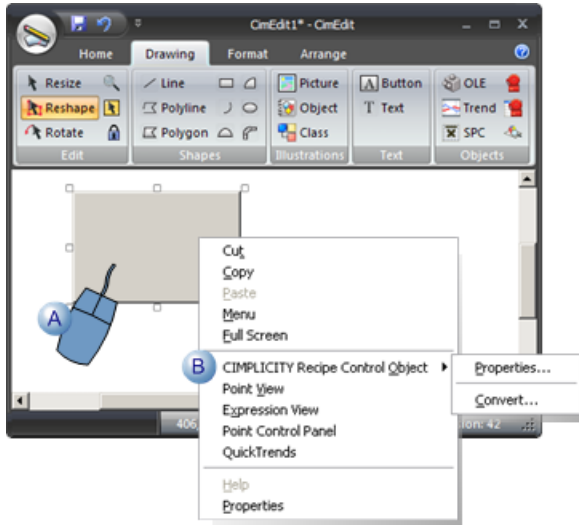 CimEdit1* - CimEdit
Home Drawing Format Arrange
Resize Line Picture Button OLE
Reshape Polyline Object Text Trend
Rotate Polygon Class SPC
Edit Shapes Illustrations Text Objects
A
Cut
Copy
Paste
Menu
Full Screen
B CIMPLICITY Recipe Control Object Properties...
Point View Convert...
Expression View
406, ion: 42
Point Control Panel
QuickTrends
Help
Properties